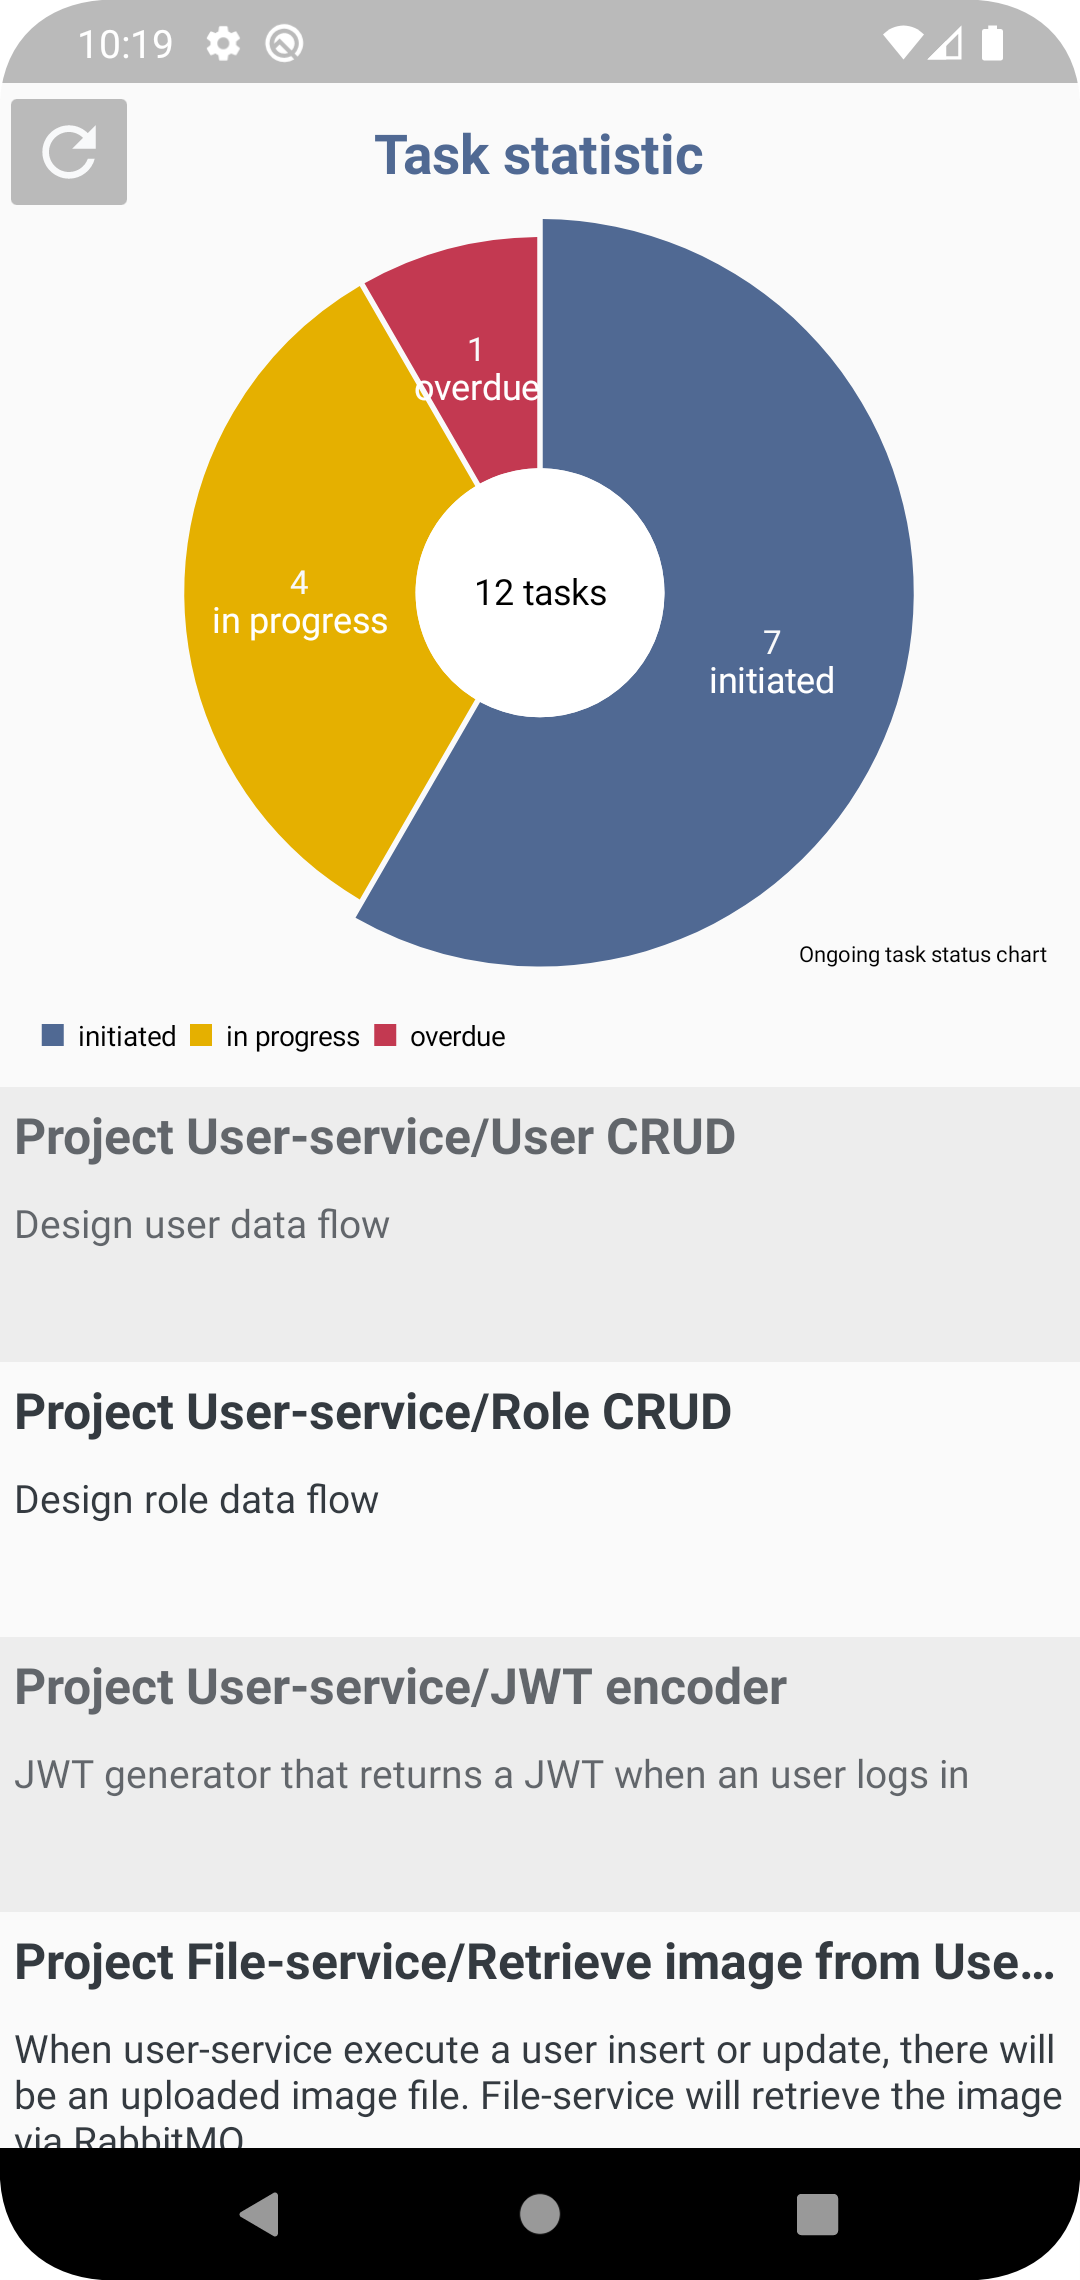 10:19
Task statistic
1
overdue
4
in progress
12 tasks
7
initiated
Ongoing task status chart
initiated in progress overdue
Project User-service/User CRUD
Design user data flow
Project User-service/Role CRUD
Design role data flow
Project User-service/JWT encoder
JWT generator that returns a JWT when an user logs in
Project File-service/Retrieve image from Use…
When user-service execute a user insert or update, there will
be an uploaded image file. File-service will retrieve the image
via RabbitMQ